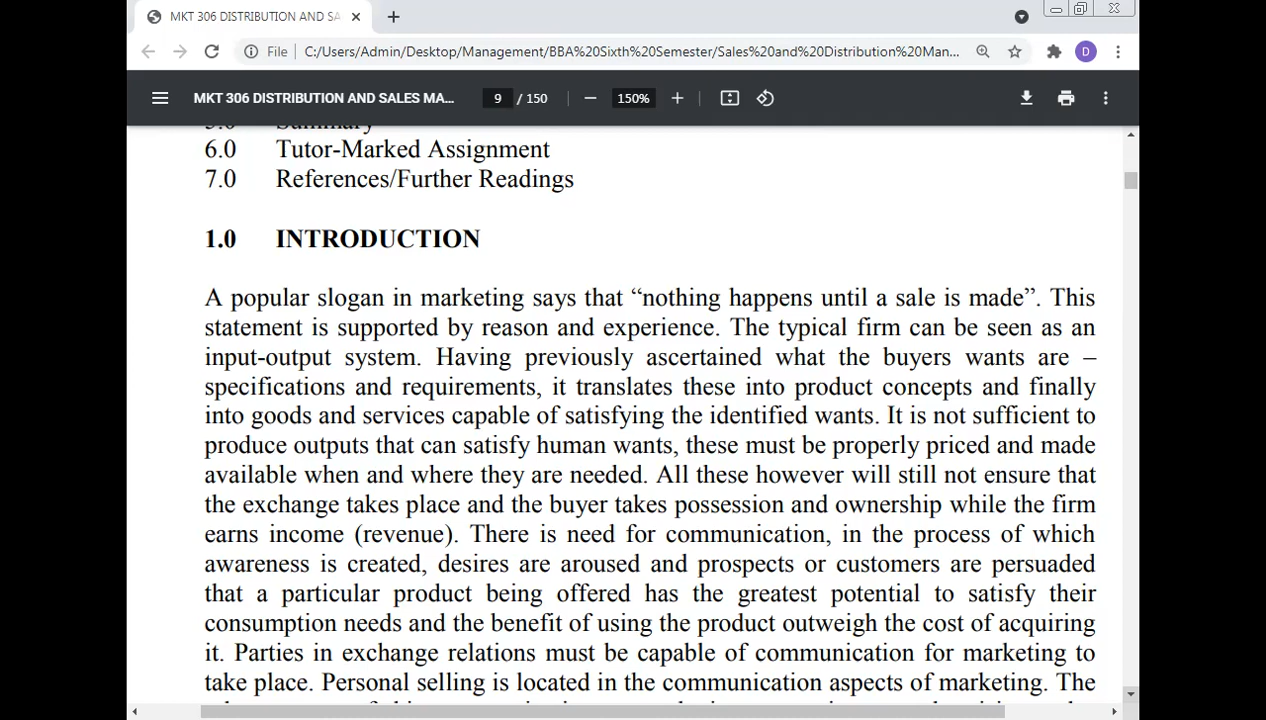 MKT 306 DISTRIBUTION AND SA
File C:/Users/Admin/Desktop/Management/BBA%20Sixth%20Semester/Sales%20and%20Distribution%20Man... D
MKT 306 DISTRIBUTION AND SALES MA... 9 / 150 — 150% +
5.0 Summary
6.0 Tutor-Marked Assignment
7.0 References/Further Readings
1.0 INTRODUCTION
A popular slogan in marketing says that “nothing happens until a sale is made”. This
statement is supported by reason and experience. The typical firm can be seen as an
input-output system. Having previously ascertained what the buyers wants are –
specifications and requirements, it translates these into product concepts and finally
into goods and services capable of satisfying the identified wants. It is not sufficient to
produce outputs that can satisfy human wants, these must be properly priced and made
available when and where they are needed. All these however will still not ensure that
the exchange takes place and the buyer takes possession and ownership while the firm
earns income (revenue). There is need for communication, in the process of which
awareness is created, desires are aroused and prospects or customers are persuaded
that a particular product being offered has the greatest potential to satisfy their
consumption needs and the benefit of using the product outweigh the cost of acquiring
it. Parties in exchange relations must be capable of communication for marketing to
take place. Personal selling is located in the communication aspects of marketing. The